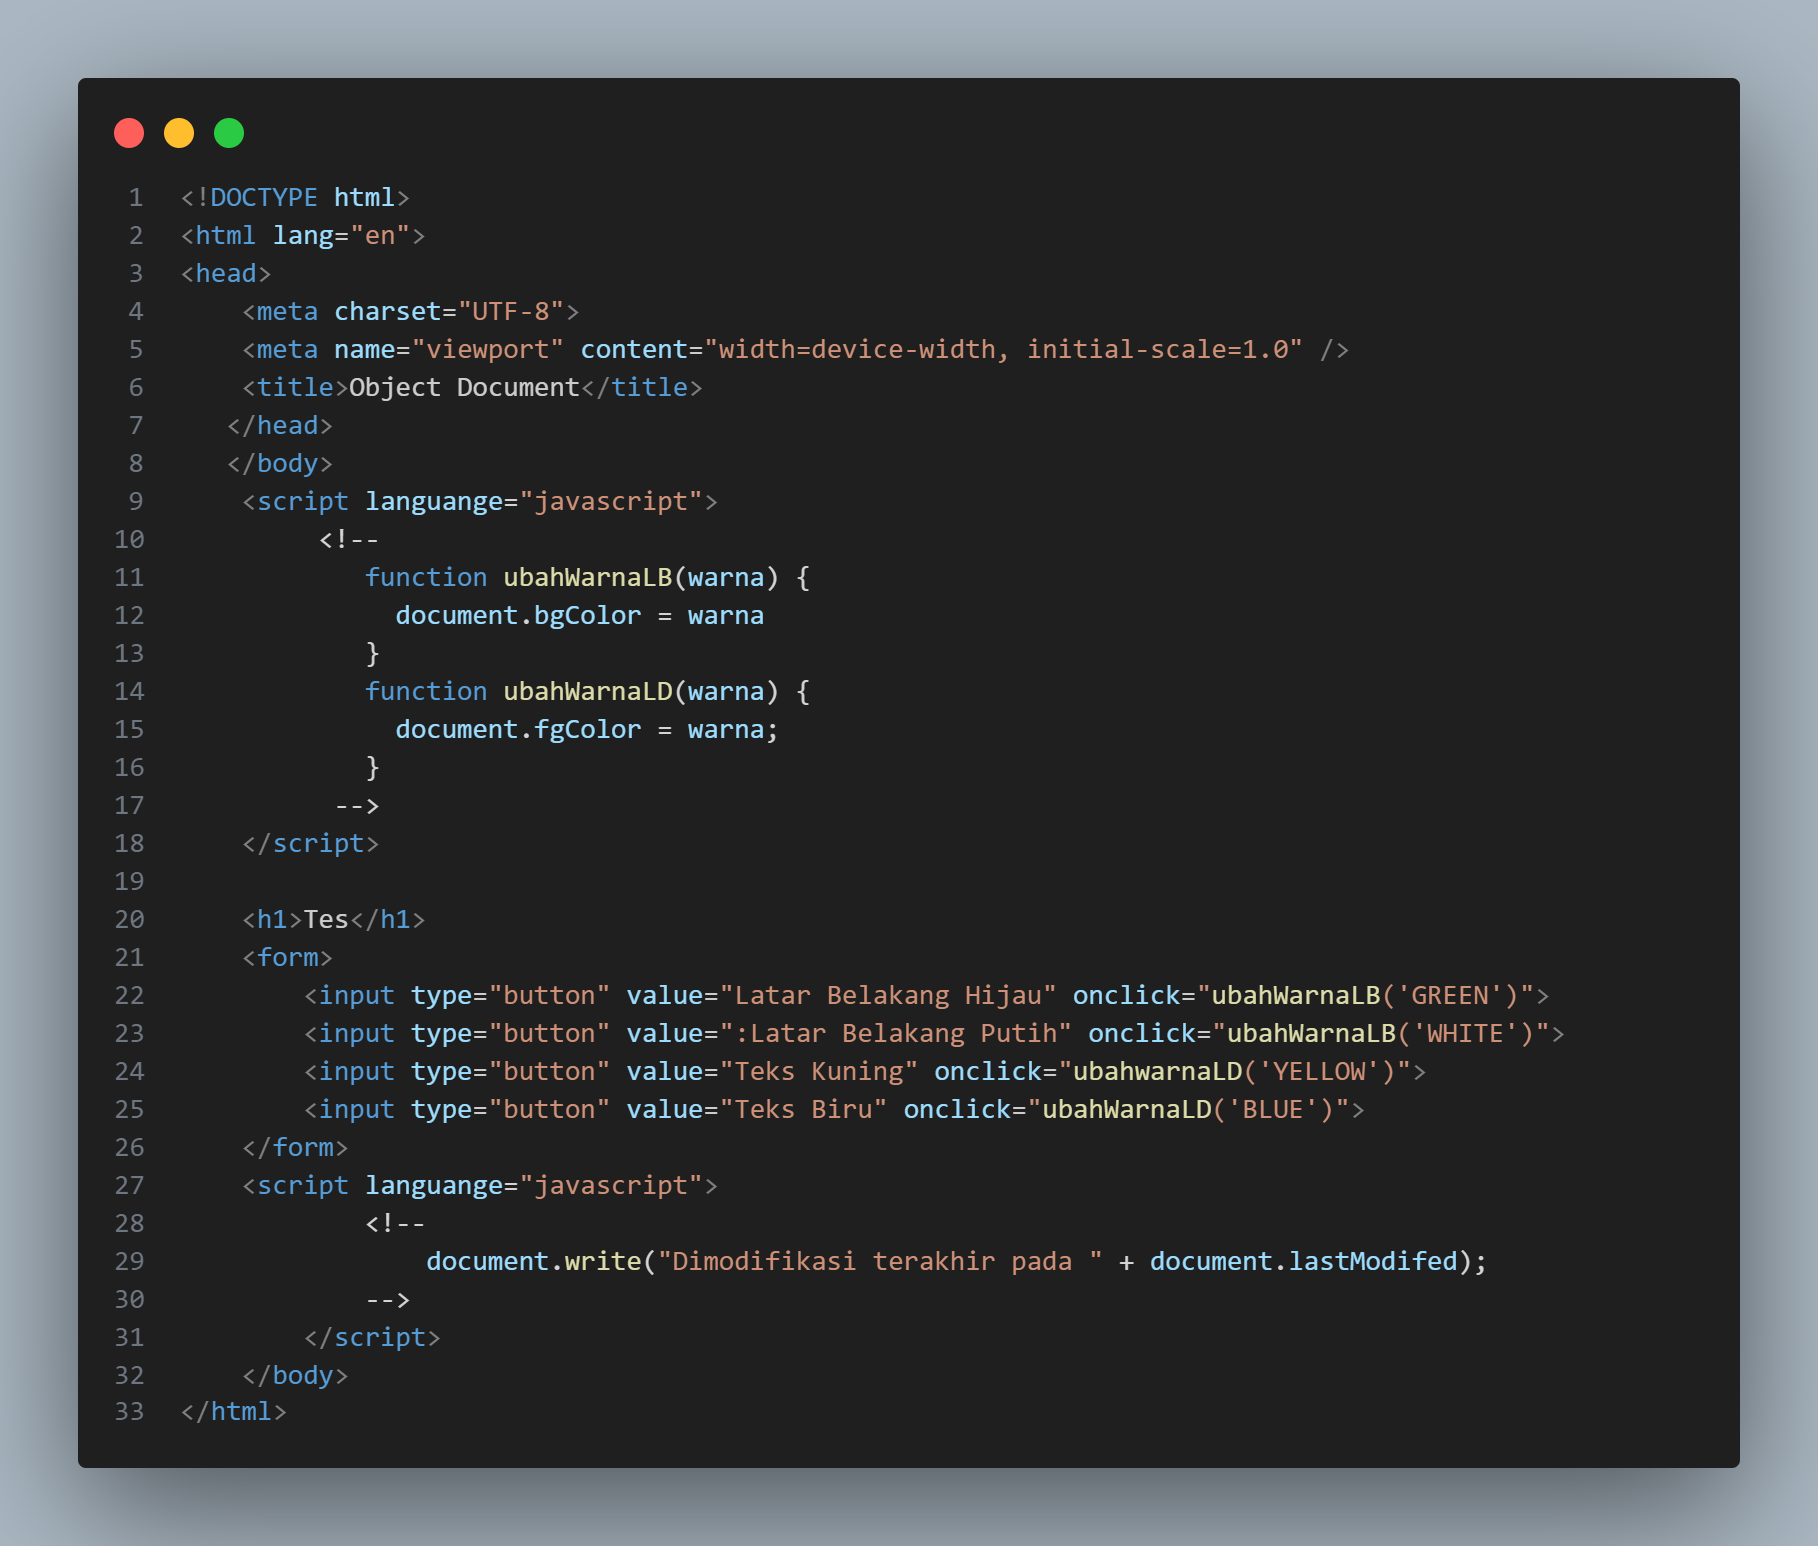 1 <!DOCTYPE html>
2 <html lang="en">
3 <head>
4     <meta charset="UTF-8">
5     <meta name="viewport" content="width=device-width, initial-scale=1.0" />
6     <title>Object Document</title>
7    </head>
8    </body>
9     <script languange="javascript">
10          <!--
11             function ubahWarnaLB(warna) {
12               document.bgColor = warna
13             }
14             function ubahWarnaLD(warna) {
15               document.fgColor = warna;
16             }
17           -->
18     </script>
19
20     <h1>Tes</h1>
21     <form>
22         <input type="button" value="Latar Belakang Hijau" onclick="ubahWarnaLB('GREEN')">
23         <input type="button" value=":Latar Belakang Putih" onclick="ubahWarnaLB('WHITE')">
24         <input type="button" value="Teks Kuning" onclick="ubahwarnaLD('YELLOW')">
25         <input type="button" value="Teks Biru" onclick="ubahWarnaLD('BLUE')">
26     </form>
27     <script languange="javascript">
28             <!--
29                 document.write("Dimodifikasi terakhir pada " + document.lastModifed);
30             -->
31         </script>
32     </body>
33 </html>